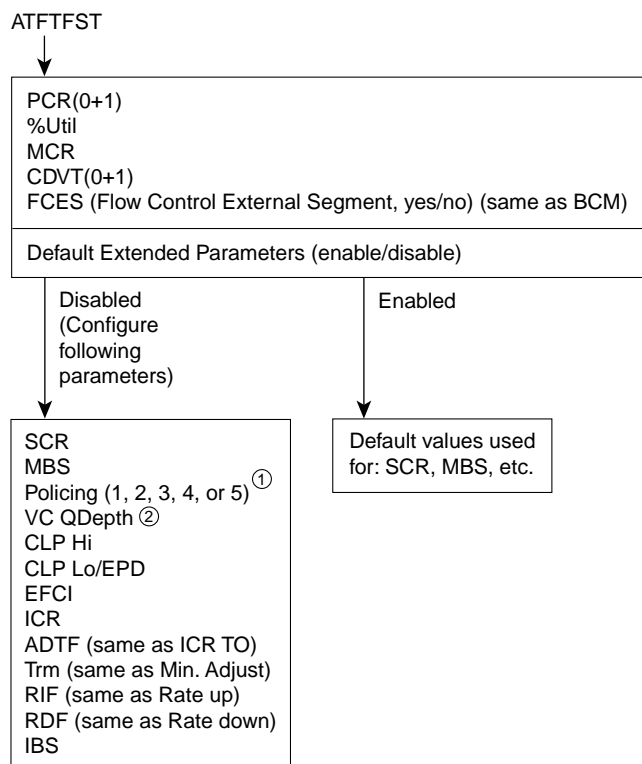 ATFTFST
PCR(0+1)
%Util
MCR
CDVT(0+1)
FCES (Flow Control External Segment, yes/no) (same as BCM)
Default Extended Parameters (enable/disable)
Disabled
(Configure
following
parameters)
Enabled
SCR
MBS
Policing (1, 2, 3, 4, or 5) ①
VC QDepth ②
CLP Hi
CLP Lo/EPD
EFCI
ICR
ADTF (same as ICR TO)
Trm (same as Min. Adjust)
RIF (same as Rate up)
RDF (same as Rate down)
IBS
Default values used
for: SCR, MBS, etc.